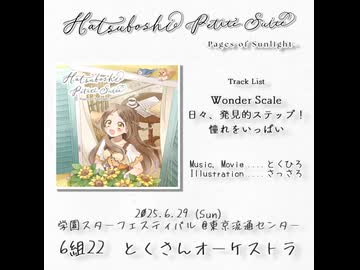 Hatsuboshi Petite Suite
Pages of Sunlight
Hatsuboshi
Petite Suite
Track List
Wonder Scale
日々、発見的ステップ!
憧れをいっぱい
Music, Movie.....とくひろ
Illustration.....さっさろ
2025.6.29 (Sun)
学園スターフェスティバル @東京流通センター
6組22 とくさんオーケストラ